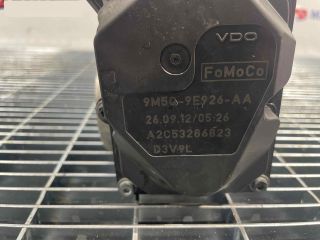 VDO
FoMoCo
9M5Q-9E926-AA
26.09.12/05:26
A2C53286823
D3V9L